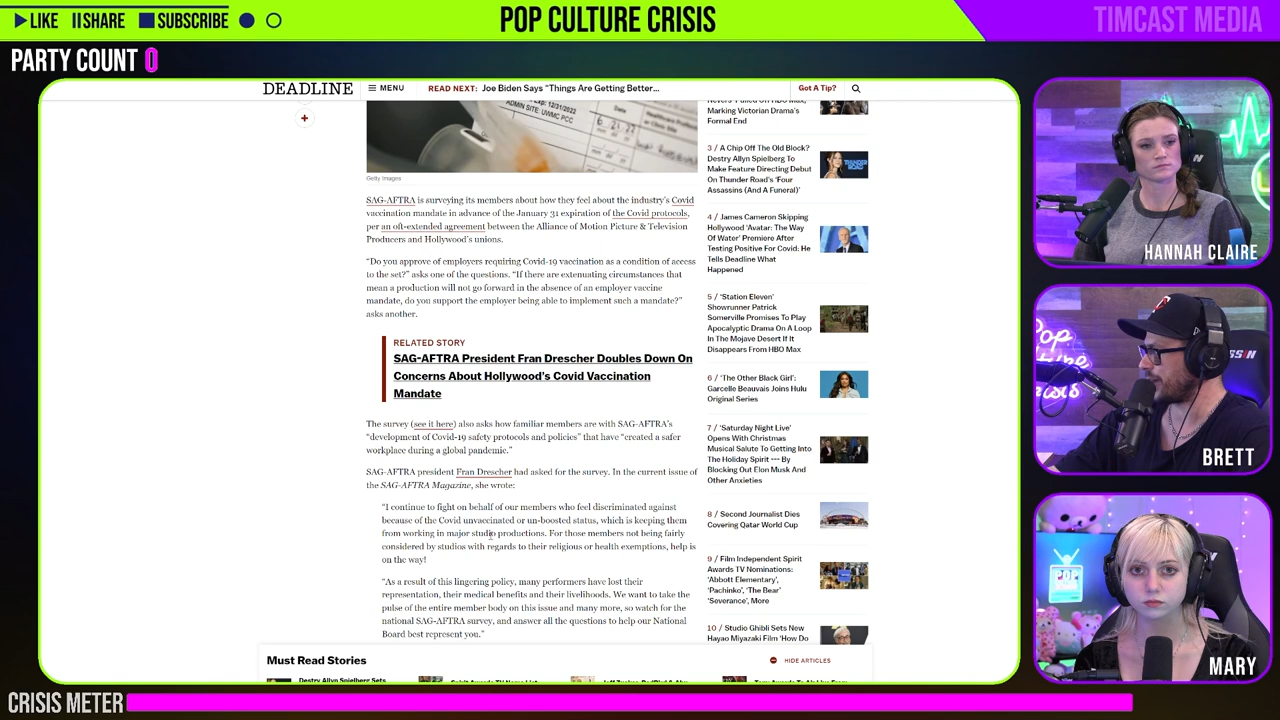 LIKE SHARE SUBSCRIBE
POP CULTURE CRISIS
TIMCAST MEDIA
PARTY COUNT 0
DEADLINE
MENU
READ NEXT: Joe Biden Says "Things Are Getting Better...
Got A Tip?
ADMIN SITE: UWMC PCC
Getty Images
SAG-AFTRA is surveying its members about how they feel about the industry's Covid
vaccination mandate in advance of the January 31 expiration of the Covid protocols,
per an oft-extended agreement between the Alliance of Motion Picture & Television
Producers and Hollywood's unions.
"Do you approve of employers requiring Covid-19 vaccination as a condition of access
to the set?" asks one of the questions. "If there are extenuating circumstances that
mean a production will not go forward in the absence of an employer vaccine
mandate, do you support the employer being able to implement such a mandate?"
asks another.
RELATED STORY
SAG-AFTRA President Fran Drescher Doubles Down On
Concerns About Hollywood's Covid Vaccination
Mandate
The survey (see it here) also asks how familiar members are with SAG-AFTRA's
"development of Covid-19 safety protocols and policies" that have "created a safer
workplace during a global pandemic."
SAG-AFTRA president Fran Drescher had asked for the survey. In the current issue of
the SAG-AFTRA Magazine, she wrote:
"I continue to fight on behalf of our members who feel discriminated against
because of the Covid unvaccinated or un-boosted status, which is keeping them
from working in major studio productions. For those members not being fairly
considered by studios with regards to their religious or health exemptions, help is
on the way!
"As a result of this lingering policy, many performers have lost their
representation, their medical benefits and their livelihoods. We want to take the
pulse of the entire member body on this issue and many more, so watch for the
national SAG-AFTRA survey, and answer all the questions to help our National
Board best represent you."
Marking Victorian Drama's
Formal End
3 / A Chip Off The Old Block?
Destry Allyn Spielberg To
Make Feature Directing Debut
On Thunder Road's 'Four
Assassins (And A Funeral)'
4 / James Cameron Skipping
Hollywood 'Avatar: The Way
Of Water' Premiere After
Testing Positive For Covid: He
Tells Deadline What
Happened
5 / 'Station Eleven'
Showrunner Patrick
Somerville Promises To Play
Apocalyptic Drama On A Loop
In The Mojave Desert If It
Disappears From HBO Max
6 / 'The Other Black Girl':
Garcelle Beauvais Joins Hulu
Original Series
7 / 'Saturday Night Live'
Opens With Christmas
Musical Salute To Getting Into
The Holiday Spirit --- By
Blocking Out Elon Musk And
Other Anxieties
8 / Second Journalist Dies
Covering Qatar World Cup
9 / Film Independent Spirit
Awards TV Nominations:
'Abbott Elementary',
'Pachinko', 'The Bear'
'Severance', More
10 / Studio Ghibli Sets New
Hayao Miyazaki Film 'How Do
Must Read Stories
HIDE ARTICLES
Destry Allyn Spielberg Sets
HANNAH CLAIRE
BRETT
MARY
CRISIS METER